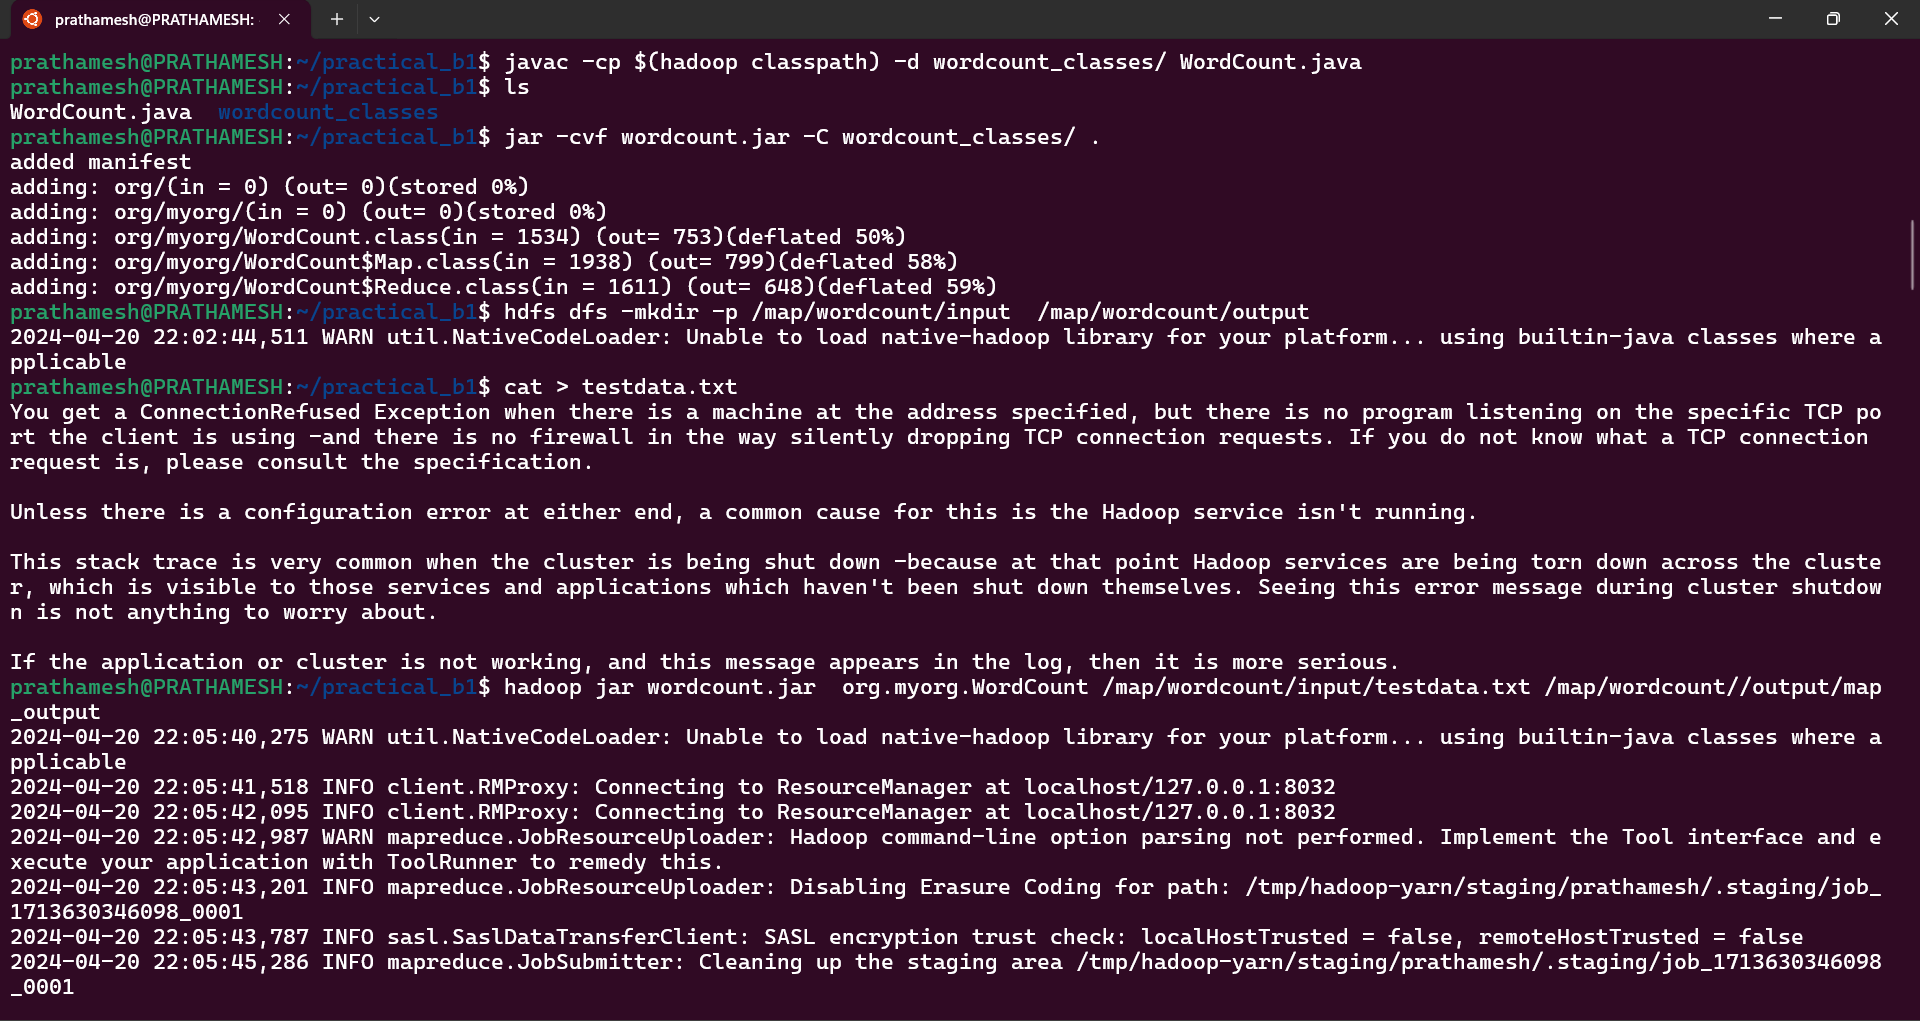 prathamesh@PRATHAMESH:
prathamesh@PRATHAMESH:~/practical_b1$ javac -cp $(hadoop classpath) -d wordcount_classes/ WordCount.java
prathamesh@PRATHAMESH:~/practical_b1$ ls
WordCount.java  wordcount_classes
prathamesh@PRATHAMESH:~/practical_b1$ jar -cvf wordcount.jar -C wordcount_classes/ .
added manifest
adding: org/(in = 0) (out= 0)(stored 0%)
adding: org/myorg/(in = 0) (out= 0)(stored 0%)
adding: org/myorg/WordCount.class(in = 1534) (out= 753)(deflated 50%)
adding: org/myorg/WordCount$Map.class(in = 1938) (out= 799)(deflated 58%)
adding: org/myorg/WordCount$Reduce.class(in = 1611) (out= 648)(deflated 59%)
prathamesh@PRATHAMESH:~/practical_b1$ hdfs dfs -mkdir -p /map/wordcount/input  /map/wordcount/output
2024-04-20 22:02:44,511 WARN util.NativeCodeLoader: Unable to load native-hadoop library for your platform... using builtin-java classes where a
pplicable
prathamesh@PRATHAMESH:~/practical_b1$ cat > testdata.txt
You get a ConnectionRefused Exception when there is a machine at the address specified, but there is no program listening on the specific TCP po
rt the client is using -and there is no firewall in the way silently dropping TCP connection requests. If you do not know what a TCP connection
request is, please consult the specification.
Unless there is a configuration error at either end, a common cause for this is the Hadoop service isn't running.
This stack trace is very common when the cluster is being shut down -because at that point Hadoop services are being torn down across the cluste
r, which is visible to those services and applications which haven't been shut down themselves. Seeing this error message during cluster shutdow
n is not anything to worry about.
If the application or cluster is not working, and this message appears in the log, then it is more serious.
prathamesh@PRATHAMESH:~/practical_b1$ hadoop jar wordcount.jar  org.myorg.WordCount /map/wordcount/input/testdata.txt /map/wordcount//output/map
_output
2024-04-20 22:05:40,275 WARN util.NativeCodeLoader: Unable to load native-hadoop library for your platform... using builtin-java classes where a
pplicable
2024-04-20 22:05:41,518 INFO client.RMProxy: Connecting to ResourceManager at localhost/127.0.0.1:8032
2024-04-20 22:05:42,095 INFO client.RMProxy: Connecting to ResourceManager at localhost/127.0.0.1:8032
2024-04-20 22:05:42,987 WARN mapreduce.JobResourceUploader: Hadoop command-line option parsing not performed. Implement the Tool interface and e
xecute your application with ToolRunner to remedy this.
2024-04-20 22:05:43,201 INFO mapreduce.JobResourceUploader: Disabling Erasure Coding for path: /tmp/hadoop-yarn/staging/prathamesh/.staging/job_
1713630346098_0001
2024-04-20 22:05:43,787 INFO sasl.SaslDataTransferClient: SASL encryption trust check: localHostTrusted = false, remoteHostTrusted = false
2024-04-20 22:05:45,286 INFO mapreduce.JobSubmitter: Cleaning up the staging area /tmp/hadoop-yarn/staging/prathamesh/.staging/job_1713630346098
_0001